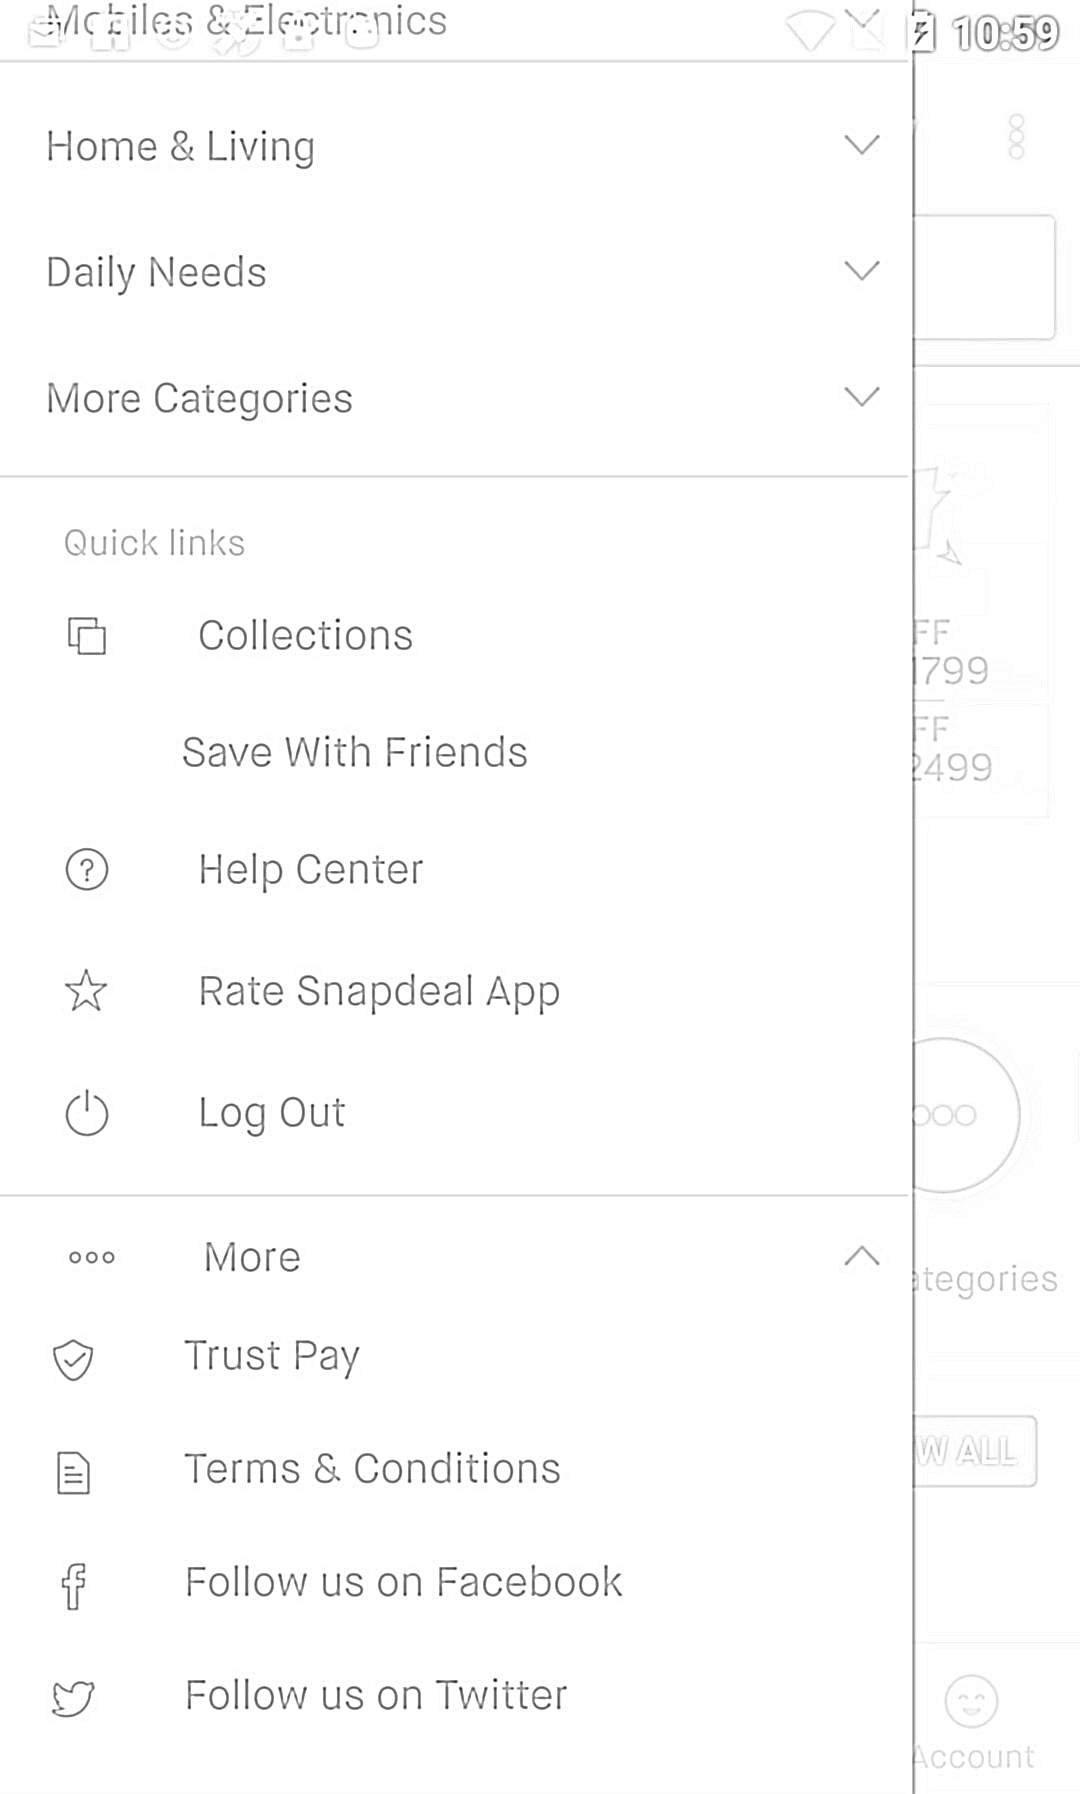 Mobiles & Electronics
10:59
Home & Living
Daily Needs
More Categories
Quick links
Collections
FF
1799
Save With Friends
FF
2499
Help Center
Rate Snapdeal App
Log Out
More
ategories
Trust Pay
W ALL
Terms & Conditions
Follow us on Facebook
Follow us on Twitter
Account